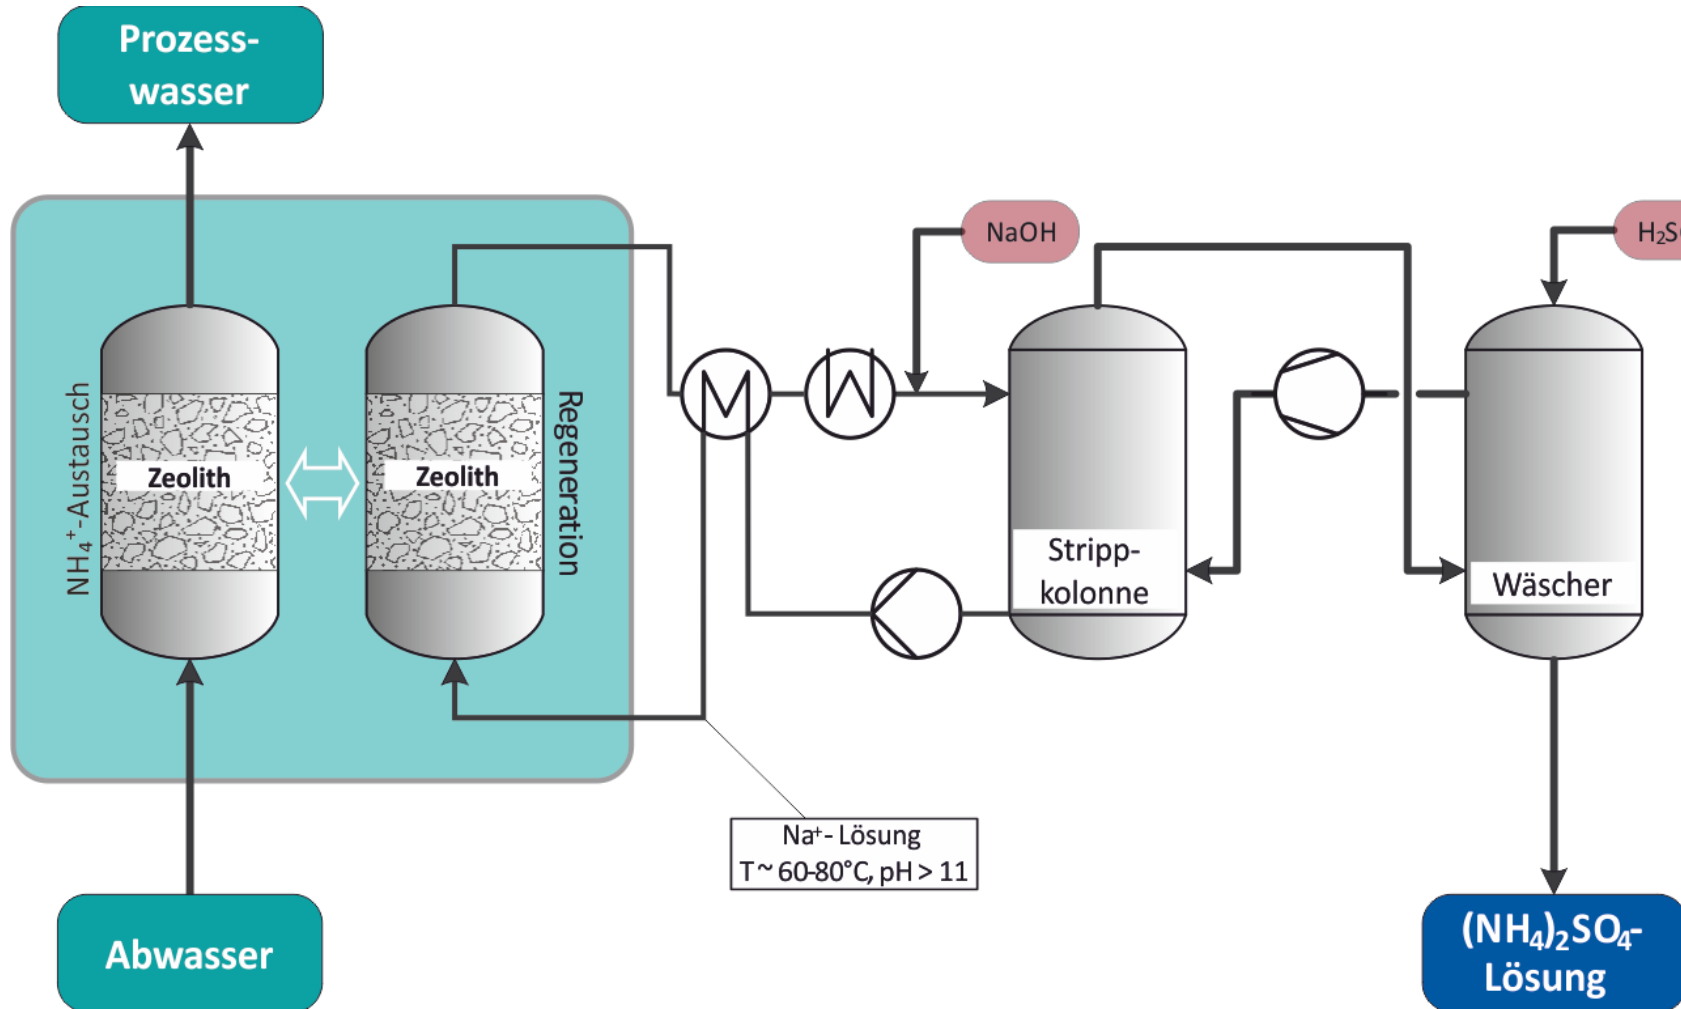 Prozess-
wasser
NaOH
H₂S
NH₄⁺-Austausch
Zeolith
Zeolith
Regeneration
Stripp-
kolonne
Wäscher
Na⁺- Lösung
T ~ 60-80°C, pH > 11
Abwasser
(NH₄)₂SO₄-
Lösung